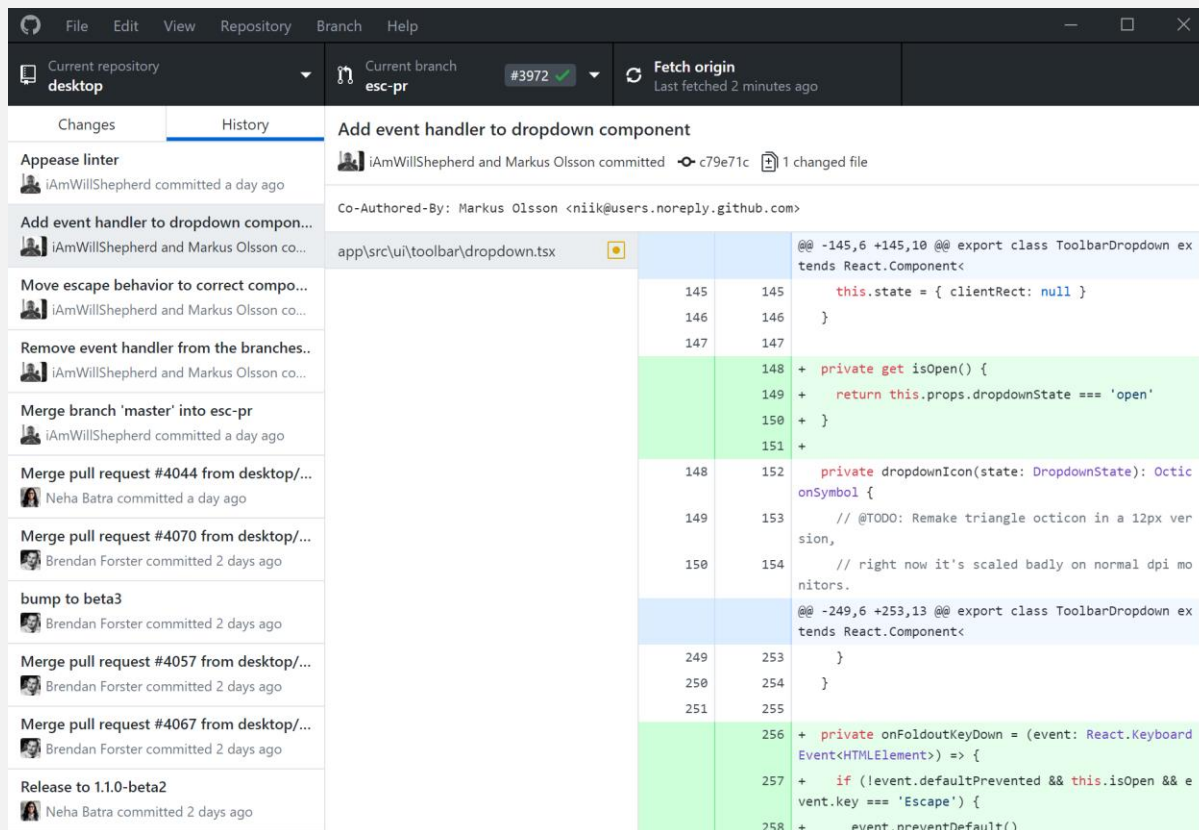 File Edit View Repository Branch Help
Current repository
desktop
Current branch
esc-pr
#3972
Fetch origin
Last fetched 2 minutes ago
Changes History
Appease linter
iAmWillShepherd committed a day ago
Add event handler to dropdown compon...
iAmWillShepherd and Markus Olsson co...
Move escape behavior to correct compo...
iAmWillShepherd and Markus Olsson co...
Remove event handler from the branches..
iAmWillShepherd and Markus Olsson co...
Merge branch 'master' into esc-pr
iAmWillShepherd committed a day ago
Merge pull request #4044 from desktop/...
Neha Batra committed a day ago
Merge pull request #4070 from desktop/...
Brendan Forster committed 2 days ago
bump to beta3
Brendan Forster committed 2 days ago
Merge pull request #4057 from desktop/...
Brendan Forster committed 2 days ago
Merge pull request #4067 from desktop/...
Brendan Forster committed 2 days ago
Release to 1.1.0-beta2
Neha Batra committed 2 days ago
Add event handler to dropdown component
iAmWillShepherd and Markus Olsson committed c79e71c 1 changed file
Co-Authored-By: Markus Olsson <niik@users.noreply.github.com>
app\src\ui\toolbar\dropdown.tsx
@@ -145,6 +145,10 @@ export class ToolbarDropdown ex
tends React.Component<
145 145 this.state = { clientRect: null }
146 146 }
147 147
148 + private get isOpen() {
149 + return this.props.dropdownState === 'open'
150 + }
151 +
148 152 private dropdownIcon(state: DropdownState): Octic
onSymbol {
149 153 // @TODO: Remake triangle octicon in a 12px ver
sion,
150 154 // right now it's scaled badly on normal dpi mo
nitors.
@@ -249,6 +253,13 @@ export class ToolbarDropdown ex
tends React.Component<
249 253 }
250 254 }
251 255
256 + private onFoldoutKeyDown = (event: React.Keyboard
Event<HTMLElement>) => {
257 + if (!event.defaultPrevented && this.isOpen && e
vent.key === 'Escape') {
258 + event.preventDefault()